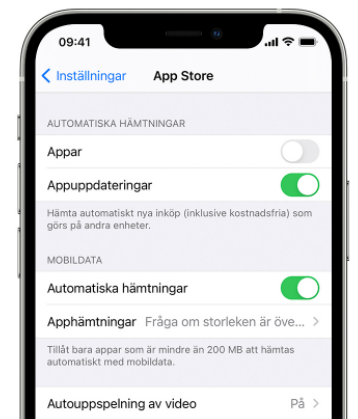 09:41
Inställningar App Store
AUTOMATISKA HÄMTNINGAR
Appar
Appuppdateringar
Hämta automatiskt nya inköp (inklusive kostnadsfria) som
görs på andra enheter.
MOBILDATA
Automatiska hämtningar
Apphämtningar Fråga om storleken är öve...
Tillåt bara appar som är mindre än 200 MB att hämtas
automatiskt med mobildata.
Autouppspelning av video På